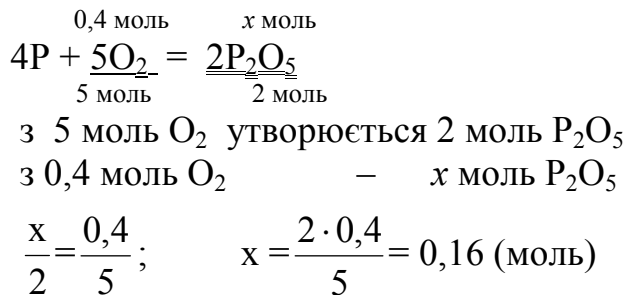 0,4 моль x моль
4P + 5O₂ = 2P₂O₅
5 моль 2 моль
з 5 моль O₂ утворюється 2 моль P₂O₅
з 0,4 моль O₂ – x моль P₂O₅
x/2 = 0,4/5 ; x = 2 · 0,4/5 = 0,16 (моль)